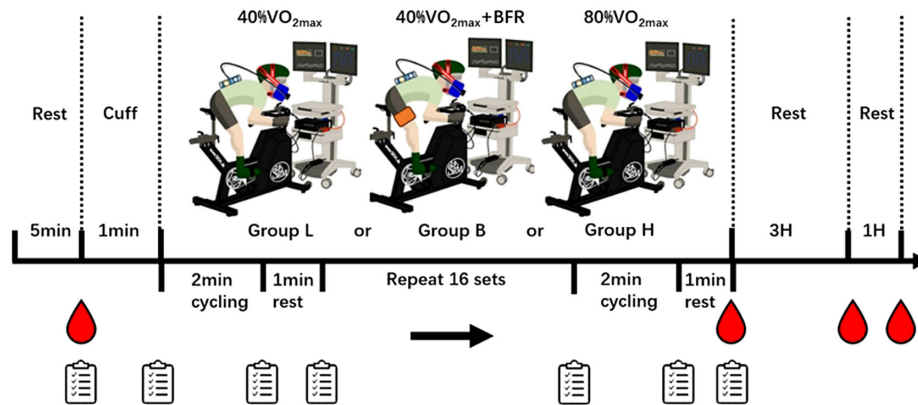 40%VO2max
40%VO2max+BFR
80%VO2max
Rest
Cuff
Rest
Rest
5min
1min
Group L
or
Group B
or
Group H
3H
1H
2min
cycling
1min
rest
Repeat 16 sets
2min
cycling
1min
rest